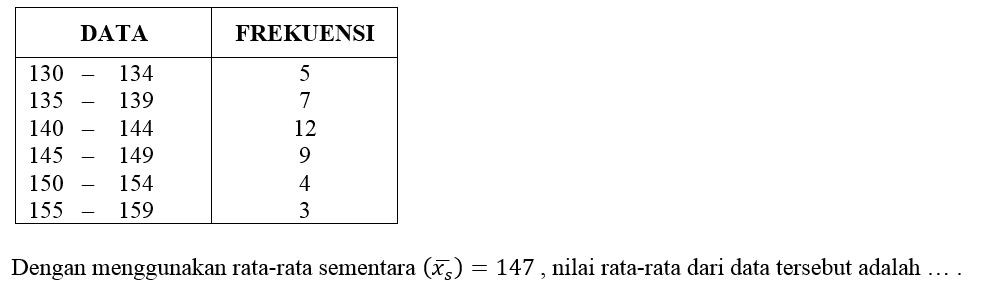 DATA FREKUENSI
130 – 134 5
135 – 139 7
140 – 144 12
145 – 149 9
150 – 154 4
155 – 159 3
Dengan menggunakan rata-rata sementara (x̅ₛ) = 147 , nilai rata-rata dari data tersebut adalah … .